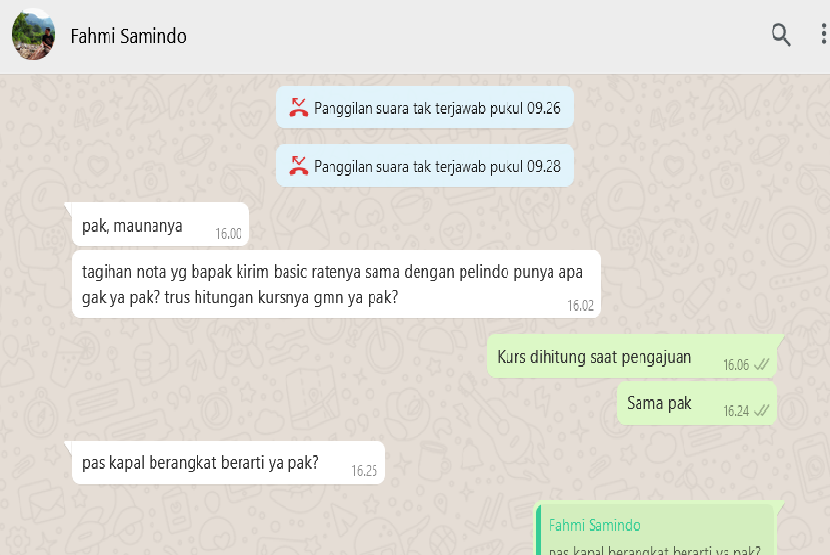 Fahmi Samindo
Panggilan suara tak terjawab pukul 09.26
Panggilan suara tak terjawab pukul 09.28
pak, maunanya
16.00
tagihan nota yg bapak kirim basic ratenya sama dengan pelindo punya apa
gak ya pak? trus hitungan kursnya gmn ya pak?
16.02
Kurs dihitung saat pengajuan
16.06
Sama pak
16.24
pas kapal berangkat berarti ya pak?
16.25
Fahmi Samindo
pas kapal berangkat berarti ya pak?